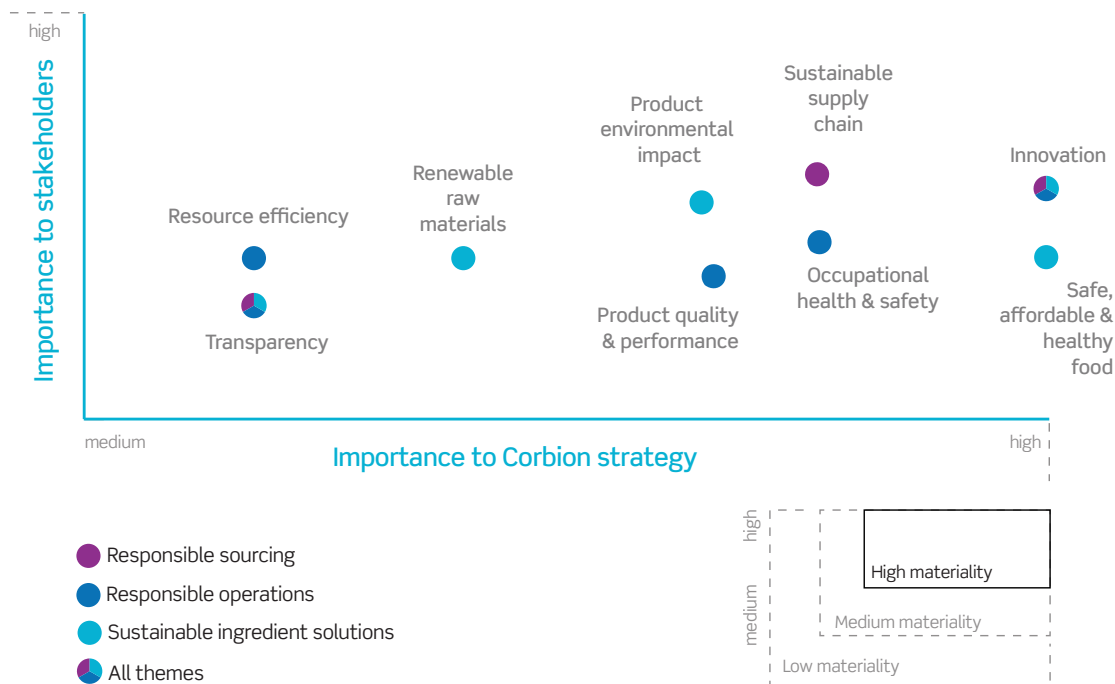 high
Importance to stakeholders
Sustainable
supply
chain
Product
environmental
impact
Innovation
Renewable
raw
materials
Resource efficiency
Transparency
Product quality
& performance
Occupational
health & safety
Safe,
affordable &
healthy
food
medium
high
Importance to Corbion strategy
Responsible sourcing
Responsible operations
Sustainable ingredient solutions
All themes
high
medium
High materiality
Medium materiality
Low materiality